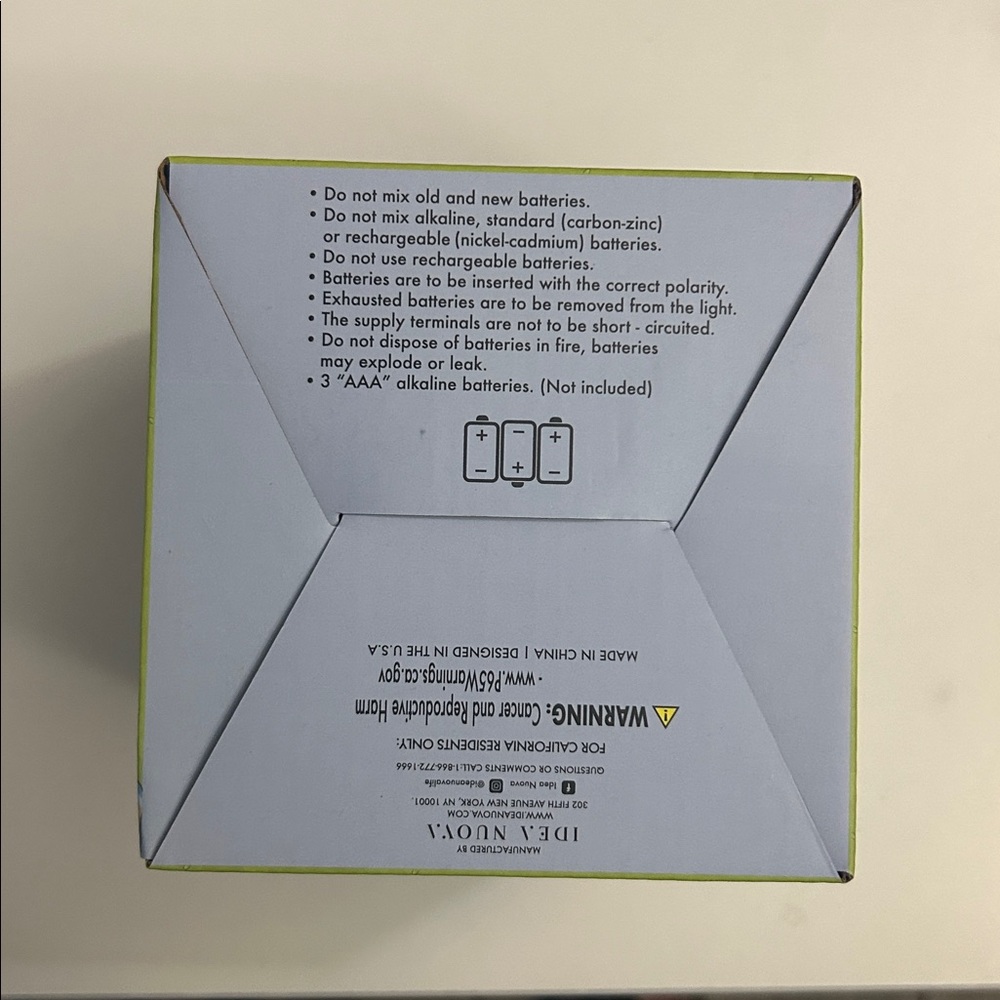 • Do not mix old and new batteries.
• Do not mix alkaline, standard (carbon-zinc)
or rechargeable (nickel-cadmium) batteries.
• Do not use rechargeable batteries.
• Batteries are to be inserted with the correct polarity.
• Exhausted batteries are to be removed from the light.
• The supply terminals are not to be short - circuited.
• Do not dispose of batteries in fire, batteries
may explode or leak.
• 3 “AAA” alkaline batteries. (Not included)
+ − +
− + −
MANUFACTURED BY
IDEA NUOVA
WWW.IDEANUOVA.COM
302 FIFTH AVENUE NEW YORK, NY 10001.
Idea Nuova @ideanuovalife
QUESTIONS OR COMMENTS CALL:1-866-772-1666
FOR CALIFORNIA RESIDENTS ONLY:
WARNING: Cancer and Reproductive Harm
- www.P65Warnings.ca.gov
MADE IN CHINA | DESIGNED IN THE U.S.A